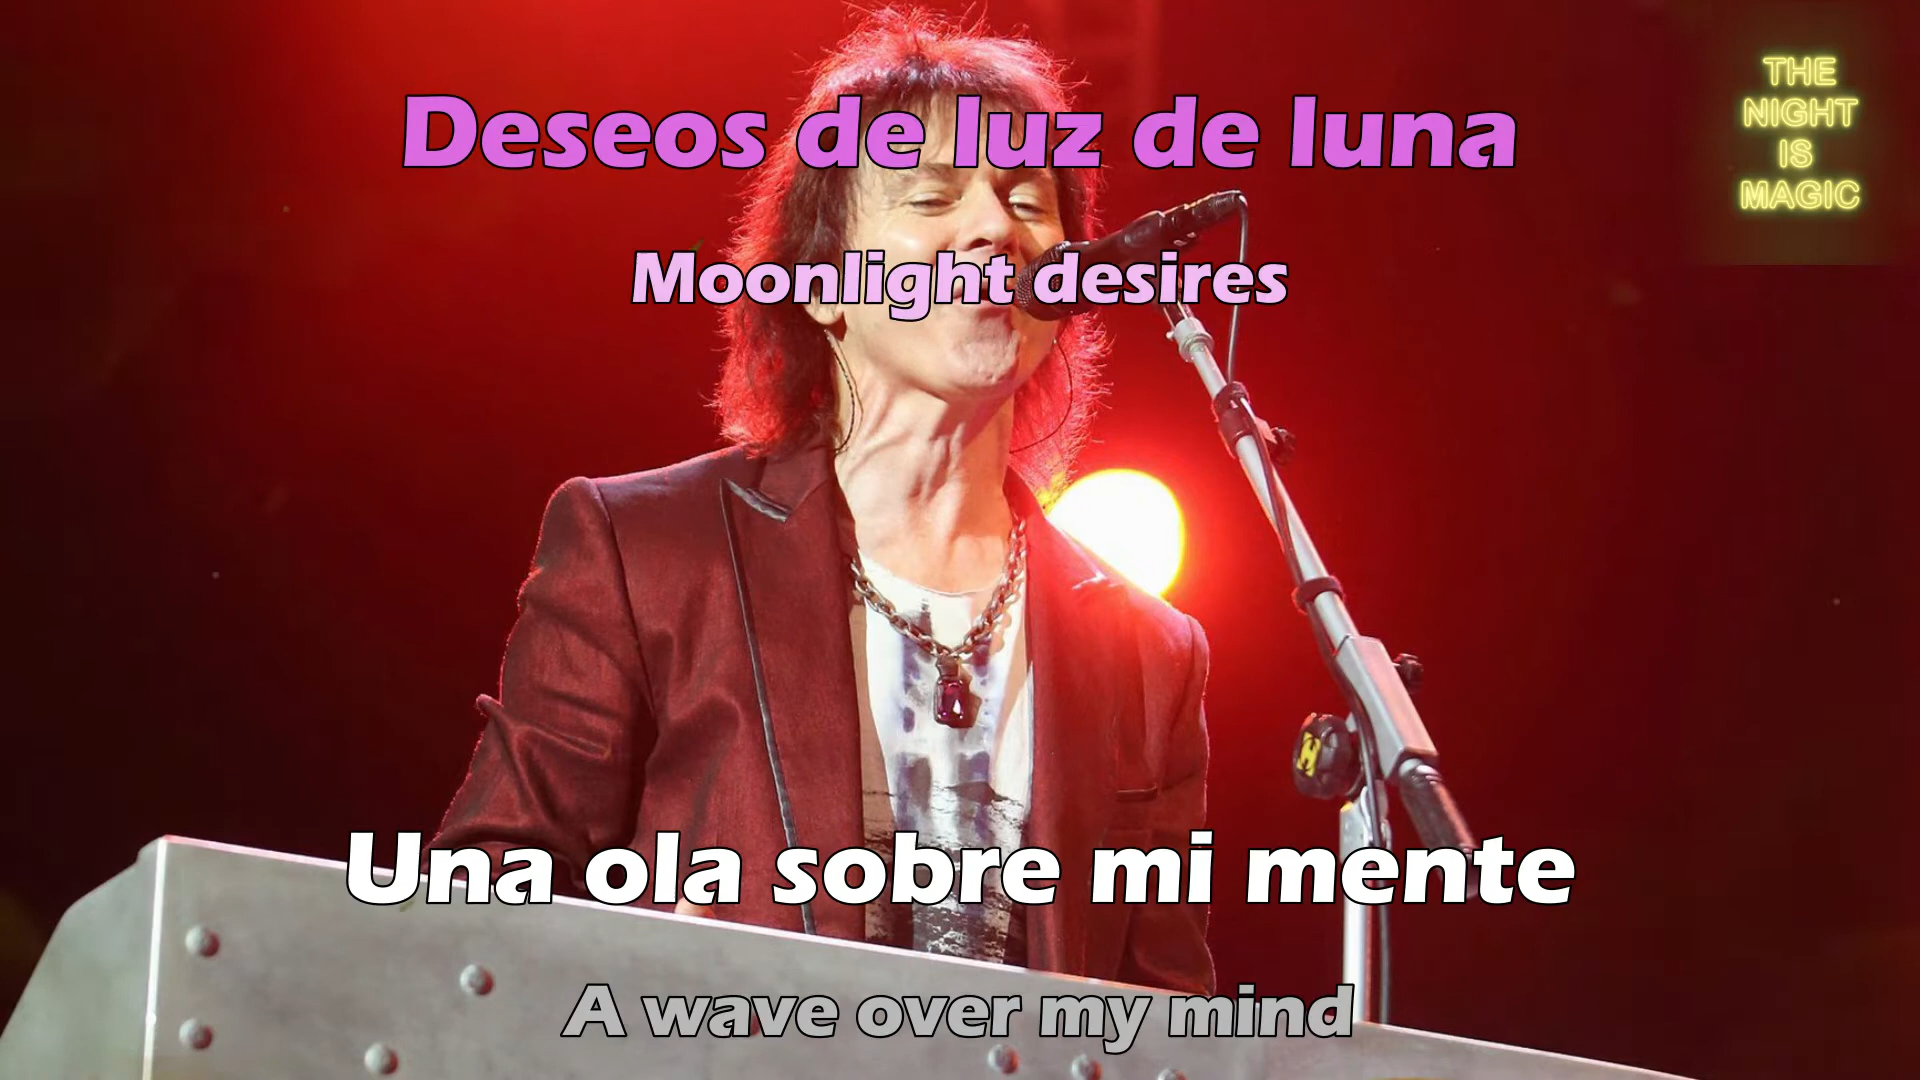 Deseos de luz de luna
Moonlight desires
Una ola sobre mi mente
A wave over my mind
THE
NIGHT
IS
MAGIC